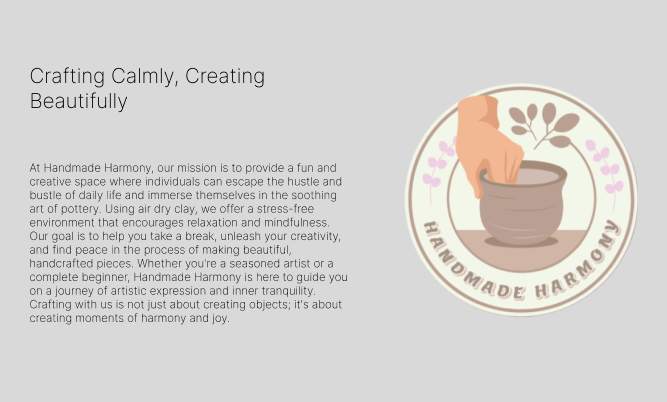 Crafting Calmly, Creating
Beautifully
At Handmade Harmony, our mission is to provide a fun and
creative space where individuals can escape the hustle and
bustle of daily life and immerse themselves in the soothing
art of pottery. Using air dry clay, we offer a stress-free
environment that encourages relaxation and mindfulness.
Our goal is to help you take a break, unleash your creativity,
and find peace in the process of making beautiful,
handcrafted pieces. Whether you're a seasoned artist or a
complete beginner, Handmade Harmony is here to guide you
on a journey of artistic expression and inner tranquility.
Crafting with us is not just about creating objects; it's about
creating moments of harmony and joy.
HANDMADE HARMONY